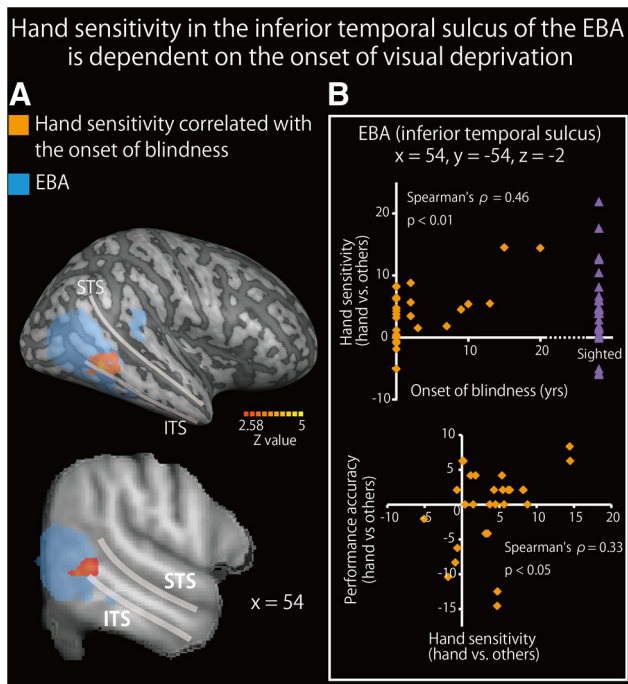 Hand sensitivity in the inferior temporal sulcus of the EBA
is dependent on the onset of visual deprivation
A
Hand sensitivity correlated with
the onset of blindness
EBA
STS
ITS
2.58 5
Z value
STS
ITS
x = 54
B
EBA (inferior temporal sulcus)
x = 54, y = -54, z = -2
Spearman's ρ = 0.46
p < 0.01
Hand sensitivity
(hand vs. others)
20
10
0
-10
0 10 20
Sighted
Onset of blindness (yrs)
Performance accuracy
(hand vs others)
10
5
0
-5
-10
-15
-10 -5 0 5 10 15 20
Spearman's ρ = 0.33
p < 0.05
Hand sensitivity
(hand vs. others)